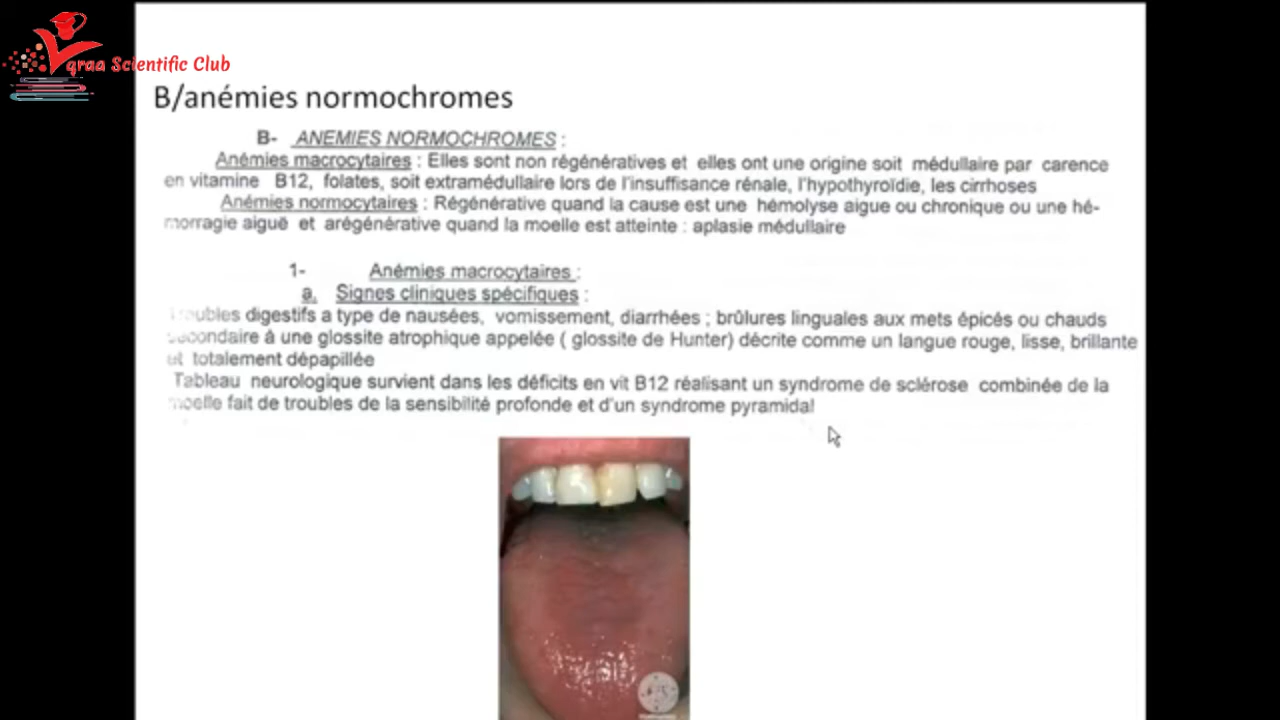 qraa Scientific Club
B/anémies normochromes
B- ANEMIES NORMOCHROMES :
Anémies macrocytaires : Elles sont non régénératives et elles ont une origine soit médullaire par carence
en vitamine B12, folates, soit extramédullaire lors de l'insuffisance rénale, l'hypothyroïdie, les cirrhoses
Anémies normocytaires : Régénérative quand la cause est une hémolyse aigue ou chronique ou une hé-
morragie aiguë et arégénérative quand la moelle est atteinte : aplasie médullaire
1- Anémies macrocytaires :
a. Signes cliniques spécifiques :
Troubles digestifs a type de nausées, vomissement, diarrhées ; brûlures linguales aux mets épicés ou chauds
secondaire à une glossite atrophique appelée ( glossite de Hunter) décrite comme un langue rouge, lisse, brillante
et totalement dépapillée
Tableau neurologique survient dans les déficits en vit B12 réalisant un syndrome de sclérose combinée de la
moelle fait de troubles de la sensibilité profonde et d'un syndrome pyramidal